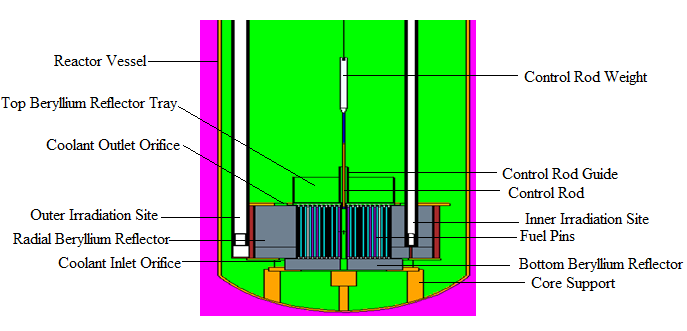 Reactor Vessel
Control Rod Weight
Top Beryllium Reflector Tray
Coolant Outlet Orifice
Control Rod Guide
Control Rod
Outer Irradiation Site
Inner Irradiation Site
Radial Beryllium Reflector
Fuel Pins
Coolant Inlet Orifice
Bottom Beryllium Reflector
Core Support